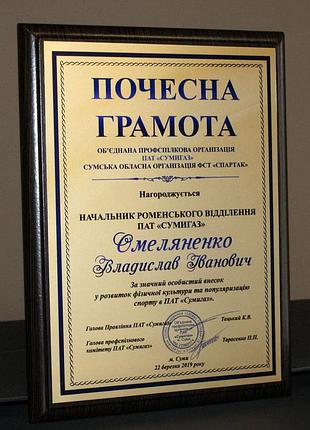 ПОЧЕСНА
ГРАМОТА
ОБ'ЄДНАНА ПРОФСПІЛКОВА ОРГАНІЗАЦІЯ
ПАТ «СУМИГАЗ»
СУМСЬКА ОБЛАСНА ОРГАНІЗАЦІЯ ФСТ «СПАРТАК»
Нагороджується
НАЧАЛЬНИК РОМЕНСЬКОГО ВІДДІЛЕННЯ
ПАТ «СУМИГАЗ»
Омеляненко
Владислав Іванович
За значний особистий внесок
у розвиток фізичної культури та популяризацію
спорту в ПАТ «Сумигаз».
Голова Правління ПАТ «Сумигаз» Тацький К.В.
Голова профспілкового
комітету ПАТ «Сумигаз» Тарасенко П.П.
м. Суми
22 березня 2019 року